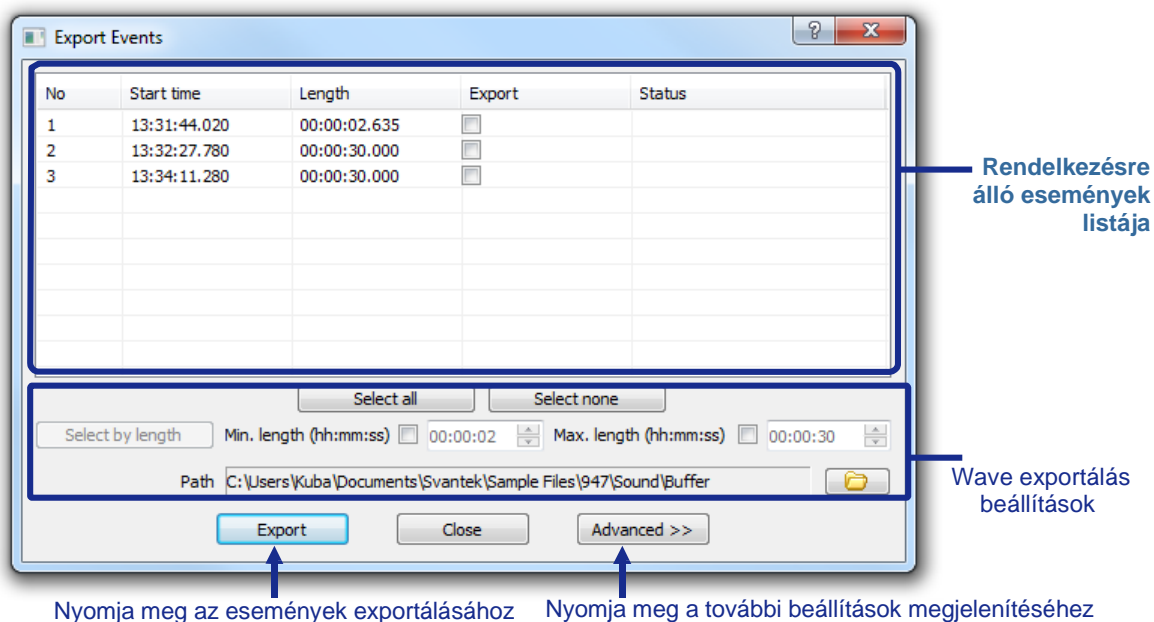 Export Events
No Start time Length Export Status
1 13:31:44.020 00:00:02.635
2 13:32:27.780 00:00:30.000
3 13:34:11.280 00:00:30.000
Rendelkezésre
álló események
listája
Select all Select none
Select by length Min. length (hh:mm:ss) 00:00:02 Max. length (hh:mm:ss) 00:00:30
Path C:\Users\Kuba\Documents\Svantek\Sample Files\947\Sound\Buffer
Wave exportálás
beállítások
Export Close Advanced >>
Nyomja meg az események exportálásához Nyomja meg a további beállítások megjelenítéséhez